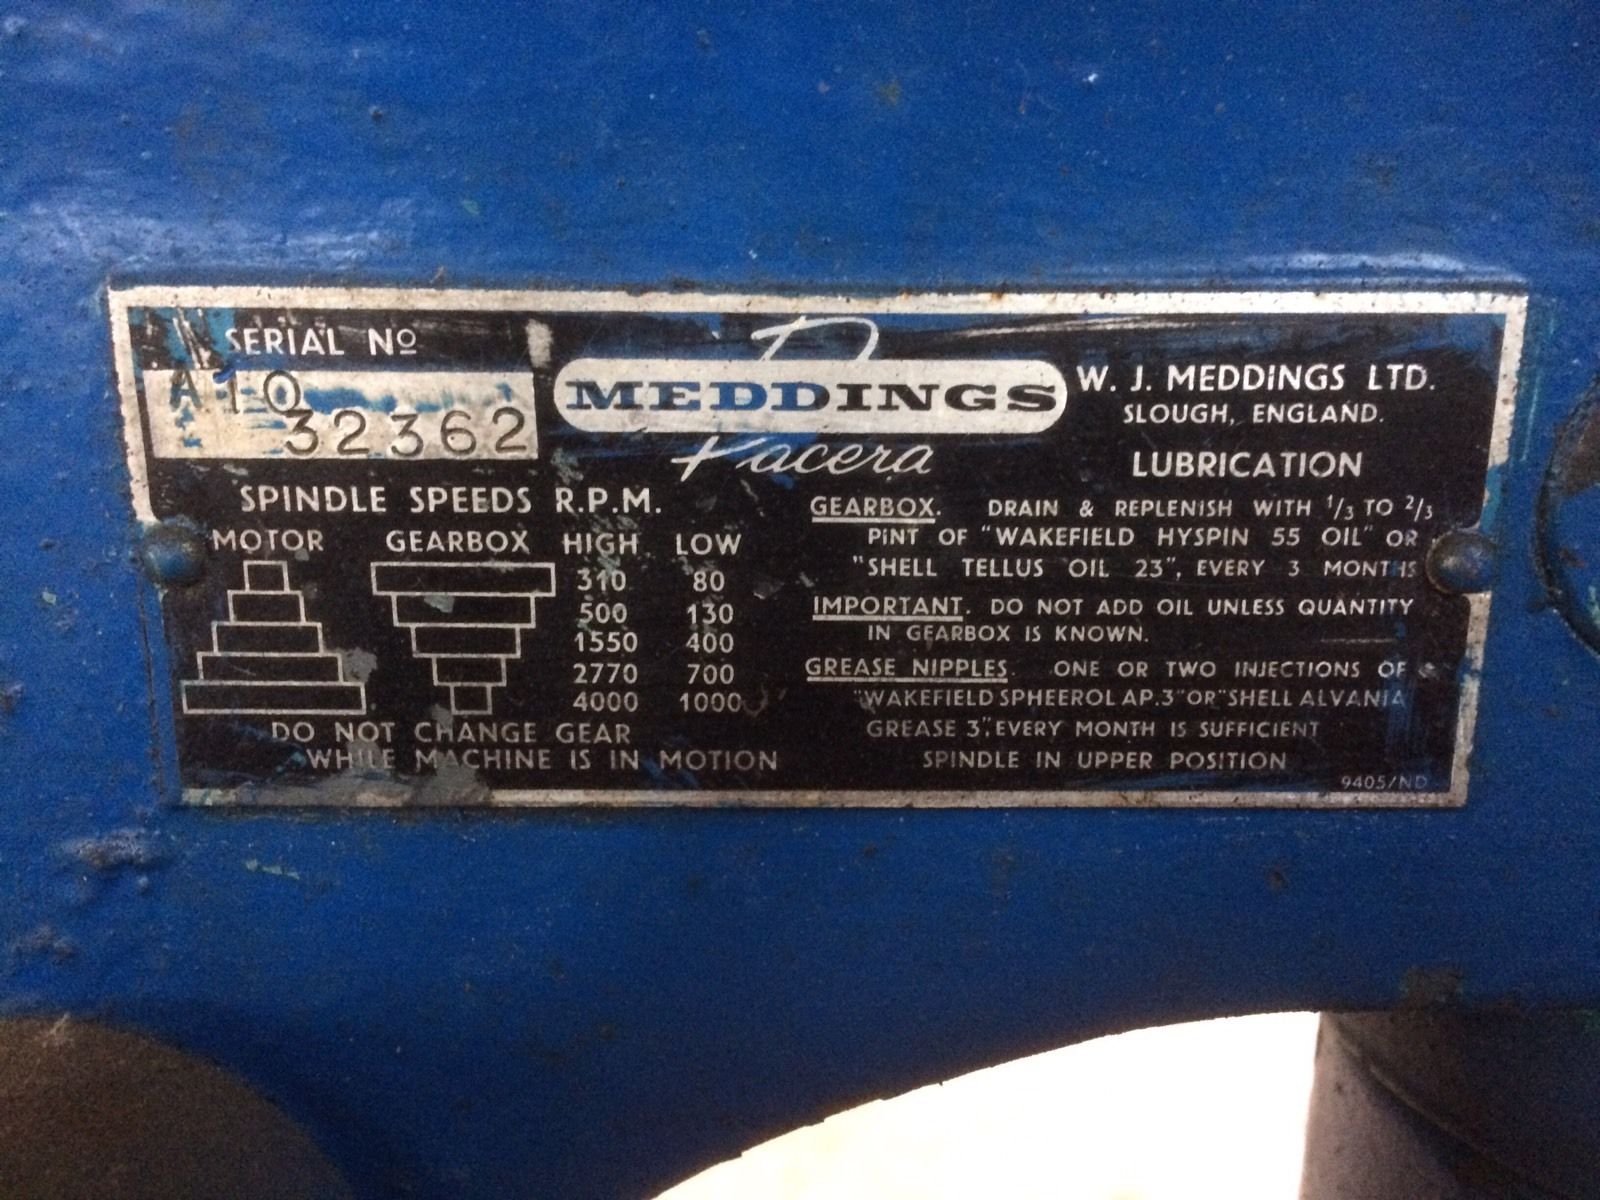 SERIAL No
A10
32362
MEDDINGS
Pacera
W. J. MEDDINGS LTD.
SLOUGH, ENGLAND.
SPINDLE SPEEDS R.P.M.
MOTOR GEARBOX HIGH LOW
310 80
500 130
1550 400
2770 700
4000 1000
DO NOT CHANGE GEAR
WHILE MACHINE IS IN MOTION
LUBRICATION
GEARBOX. DRAIN & REPLENISH WITH 1/3 TO 2/3
PINT OF "WAKEFIELD HYSPIN 55 OIL" OR
"SHELL TELLUS OIL 23", EVERY 3 MONTHS
IMPORTANT. DO NOT ADD OIL UNLESS QUANTITY
IN GEARBOX IS KNOWN.
GREASE NIPPLES. ONE OR TWO INJECTIONS OF
"WAKEFIELD SPHEEROL AP.3" OR "SHELL ALVANIA
GREASE 3", EVERY MONTH IS SUFFICIENT
SPINDLE IN UPPER POSITION
9405/ND